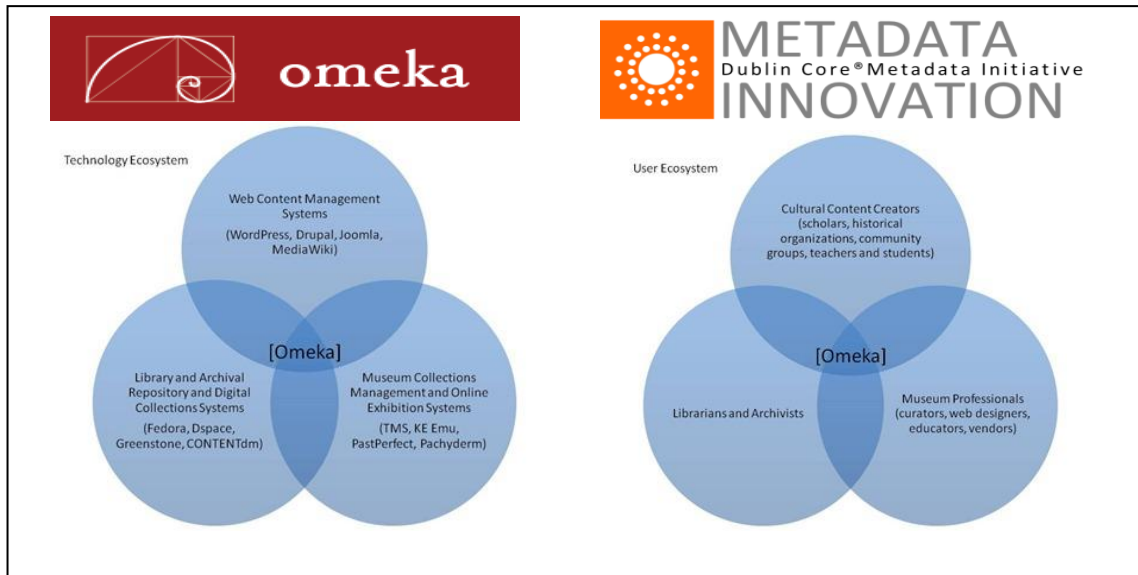 omeka
METADATA
Dublin Core®Metadata Initiative
INNOVATION
Technology Ecosystem
Web Content Management
Systems
(WordPress, Drupal, Joomla,
MediaWiki)
[Omeka]
Library and Archival
Repository and Digital
Collections Systems
(Fedora, Dspace,
Greenstone, CONTENTdm)
Museum Collections
Management and Online
Exhibition Systems
(TMS, KE Emu,
PastPerfect, Pachyderm)
User Ecosystem
Cultural Content Creators
(scholars, historical
organizations, community
groups, teachers and students)
[Omeka]
Librarians and Archivists
Museum Professionals
(curators, web designers,
educators, vendors)